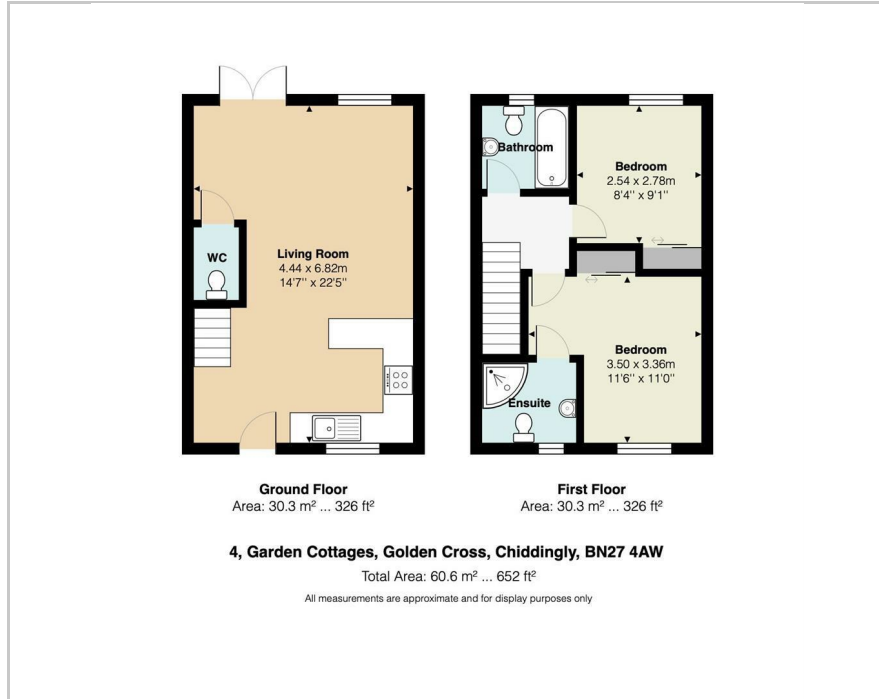 WC
Living Room
4.44 x 6.82m
14'7'' x 22'5''
Ground Floor
Area: 30.3 m² ... 326 ft²
Bathroom
Bedroom
2.54 x 2.78m
8'4'' x 9'1''
Bedroom
3.50 x 3.36m
11'6'' x 11'0''
Ensuite
First Floor
Area: 30.3 m² ... 326 ft²
4, Garden Cottages, Golden Cross, Chiddingly, BN27 4AW
Total Area: 60.6 m² ... 652 ft²
All measurements are approximate and for display purposes only